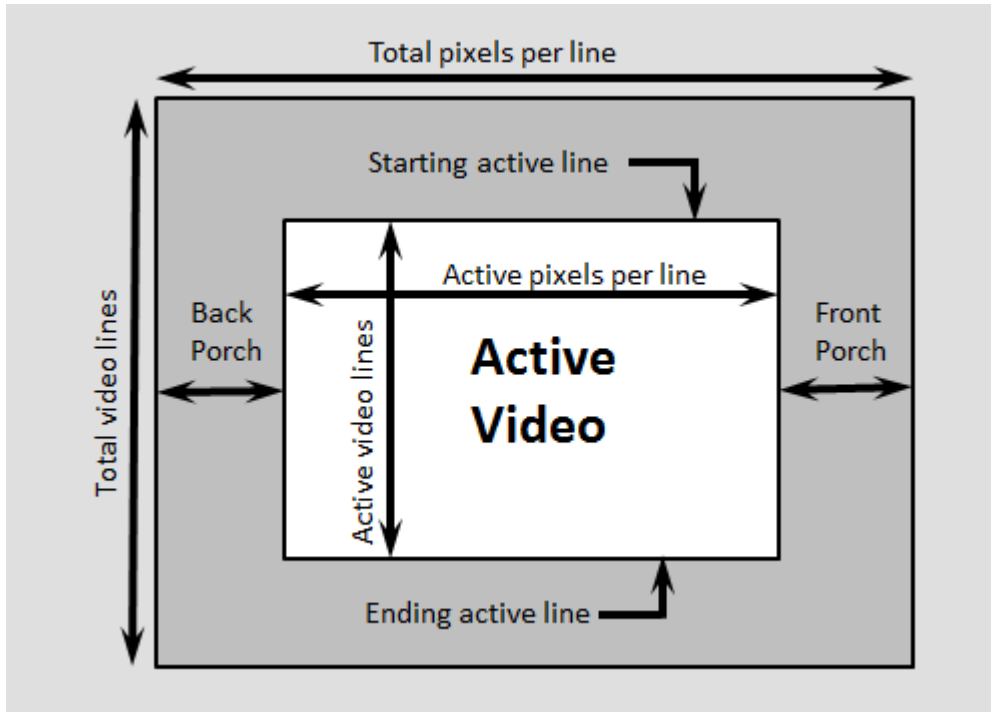 Total pixels per line
Starting active line
Active pixels per line
Back
Porch
Front
Porch
Total video lines
Active video lines
Active
Video
Ending active line